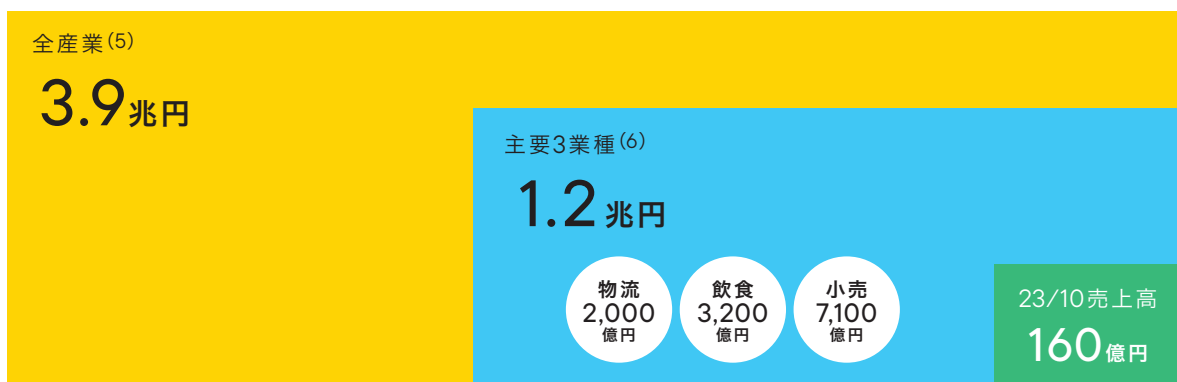 全産業(5)
3.9兆円
主要3業種(6)
1.2兆円
物流
2,000
億円
飲食
3,200
億円
小売
7,100
億円
23/10売上高
160億円